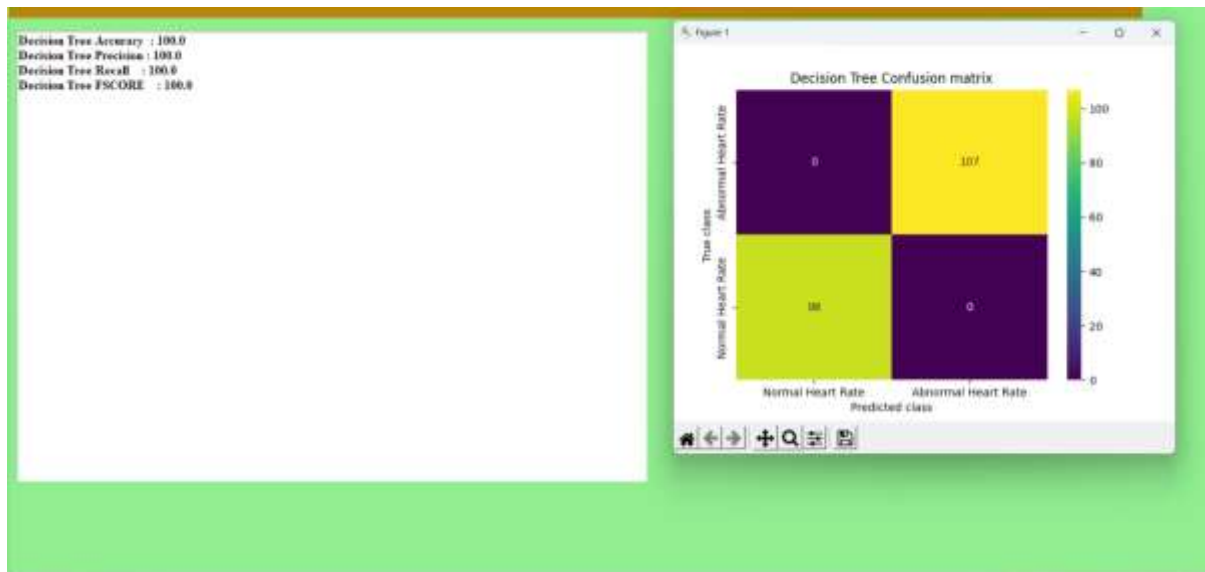 Decision Tree Accuracy : 100.0
Decision Tree Precision : 100.0
Decision Tree Recall : 100.0
Decision Tree FSCORE : 100.0
Figure 1
Decision Tree Confusion matrix
True class
Abnormal Heart Rate
Normal Heart Rate
0
107
0
Normal Heart Rate
Abnormal Heart Rate
Predicted class
100
80
60
40
20
0